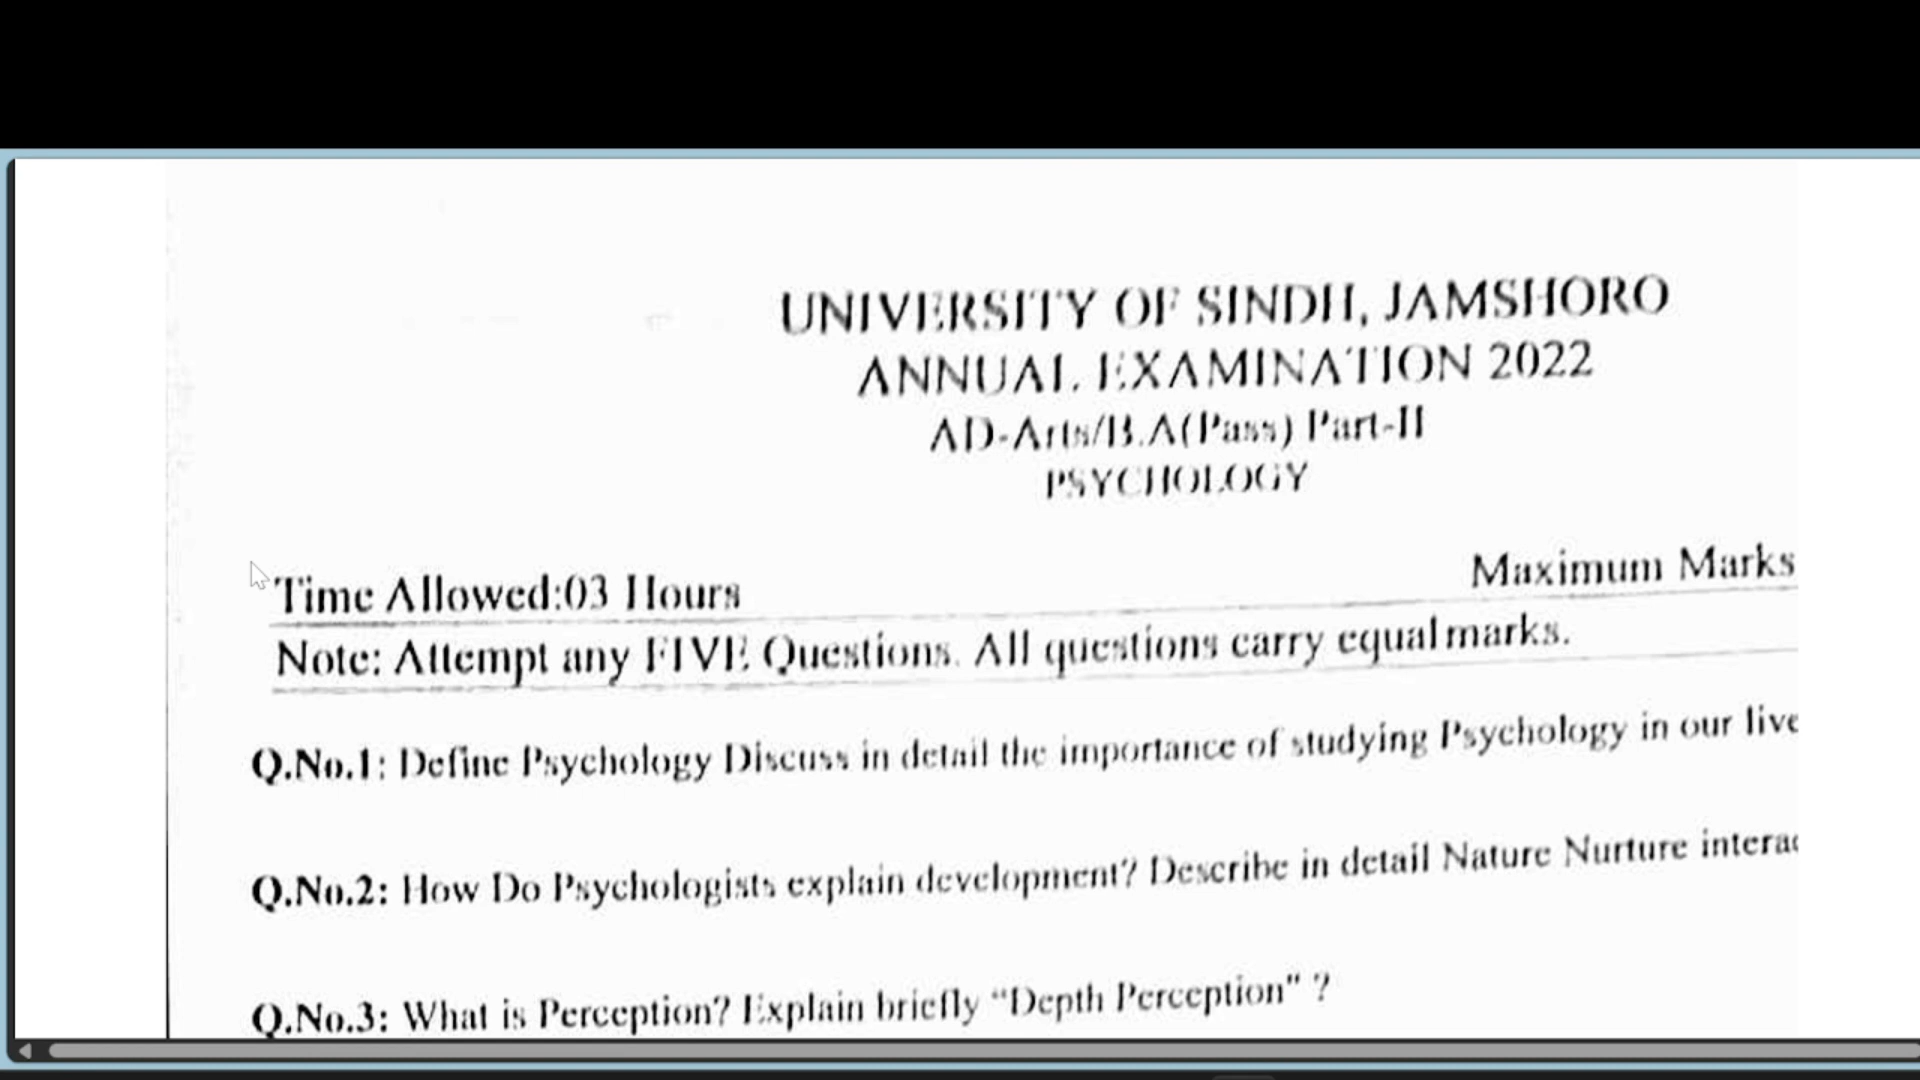 UNIVERSITY OF SINDH, JAMSHORO
ANNUAL EXAMINATION 2022
AD-Arts/B.A(Pass) Part-II
PSYCHOLOGY
Time Allowed:03 Hours
Maximum Marks
Note: Attempt any FIVE Questions. All questions carry equal marks.
Q.No.1: Define Psychology Discuss in detail the importance of studying Psychology in our live
Q.No.2: How Do Psychologists explain development? Describe in detail Nature Nurture interac
Q.No.3: What is Perception? Explain briefly “Depth Perception” ?